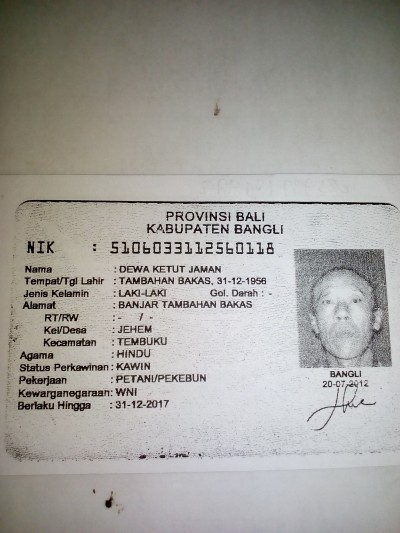 PROVINSI BALI
KABUPATEN BANGLI
NIK : 5106033112560118
Nama : DEWA KETUT JAMAN
Tempat/Tgl Lahir : TAMBAHAN BAKAS, 31-12-1956
Jenis Kelamin : LAKI-LAKI Gol. Darah : -
Alamat : BANJAR TAMBAHAN BAKAS
RT/RW : - / -
Kel/Desa : JEHEM
Kecamatan : TEMBUKU
Agama : HINDU
Status Perkawinan : KAWIN
Pekerjaan : PETANI/PEKEBUN
Kewarganegaraan: WNI
Berlaku Hingga : 31-12-2017
BANGLI
20-07-2012